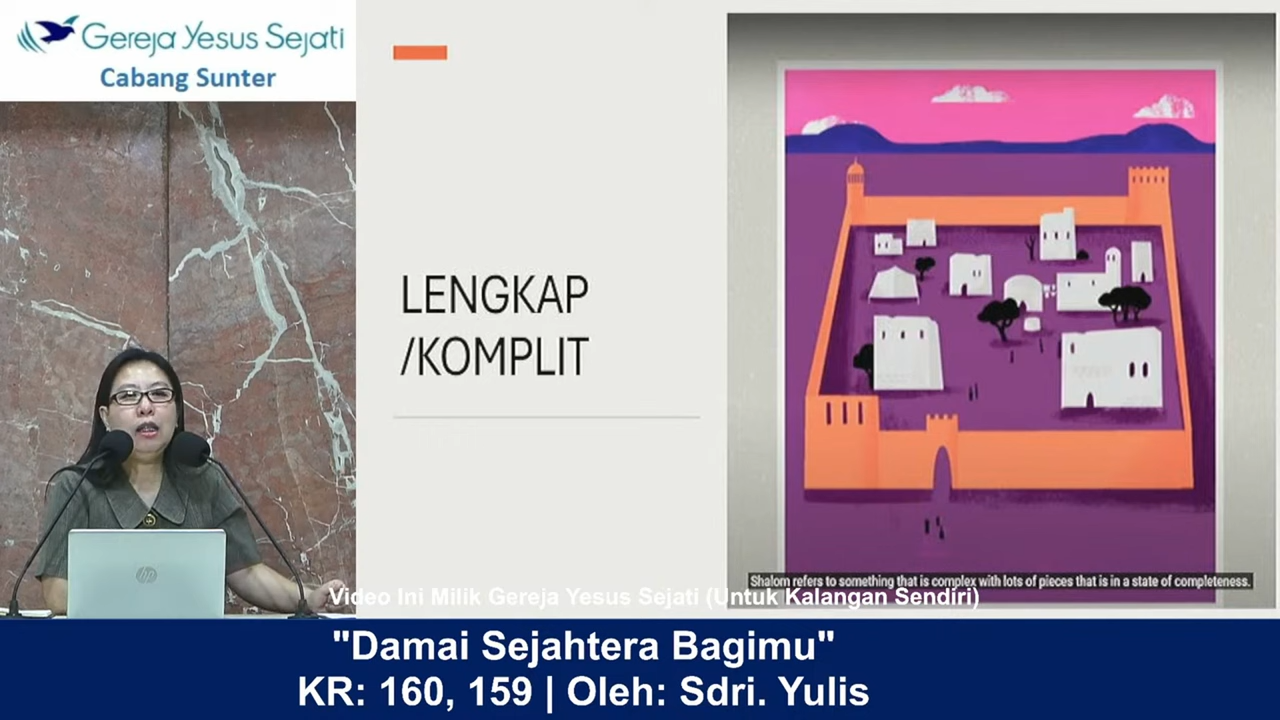 Gereja Yesus Sejati
Cabang Sunter
LENGKAP
/KOMPLIT
Shalom refers to something that is complex with lots of pieces that is in a state of completeness.
hp
Video Ini Milik Gereja Yesus Sejati (Untuk Kalangan Sendiri)
"Damai Sejahtera Bagimu"
KR: 160, 159 | Oleh: Sdri. Yulis